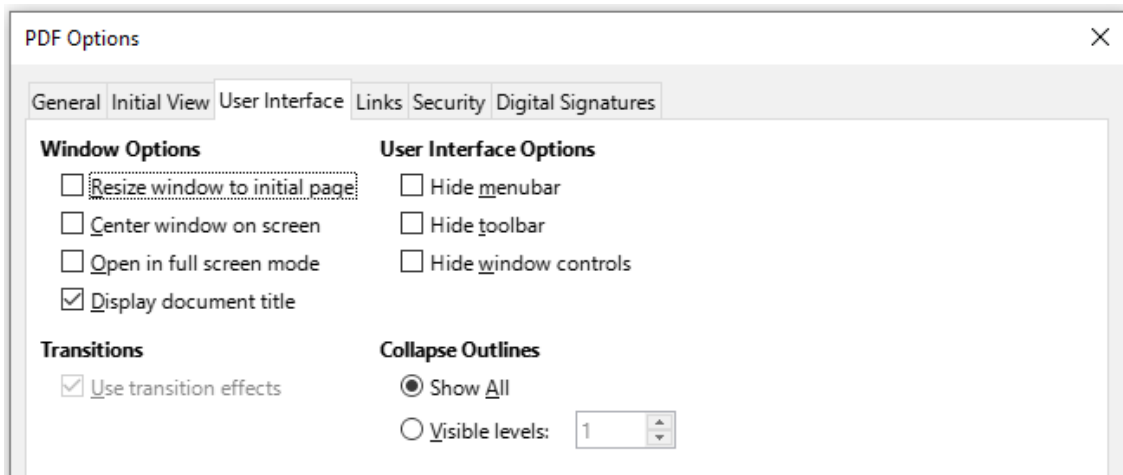 PDF Options
General Initial View User Interface Links Security Digital Signatures
Window Options
Resize window to initial page
Center window on screen
Open in full screen mode
Display document title
User Interface Options
Hide menubar
Hide toolbar
Hide window controls
Transitions
Use transition effects
Collapse Outlines
Show All
Visible levels: 1